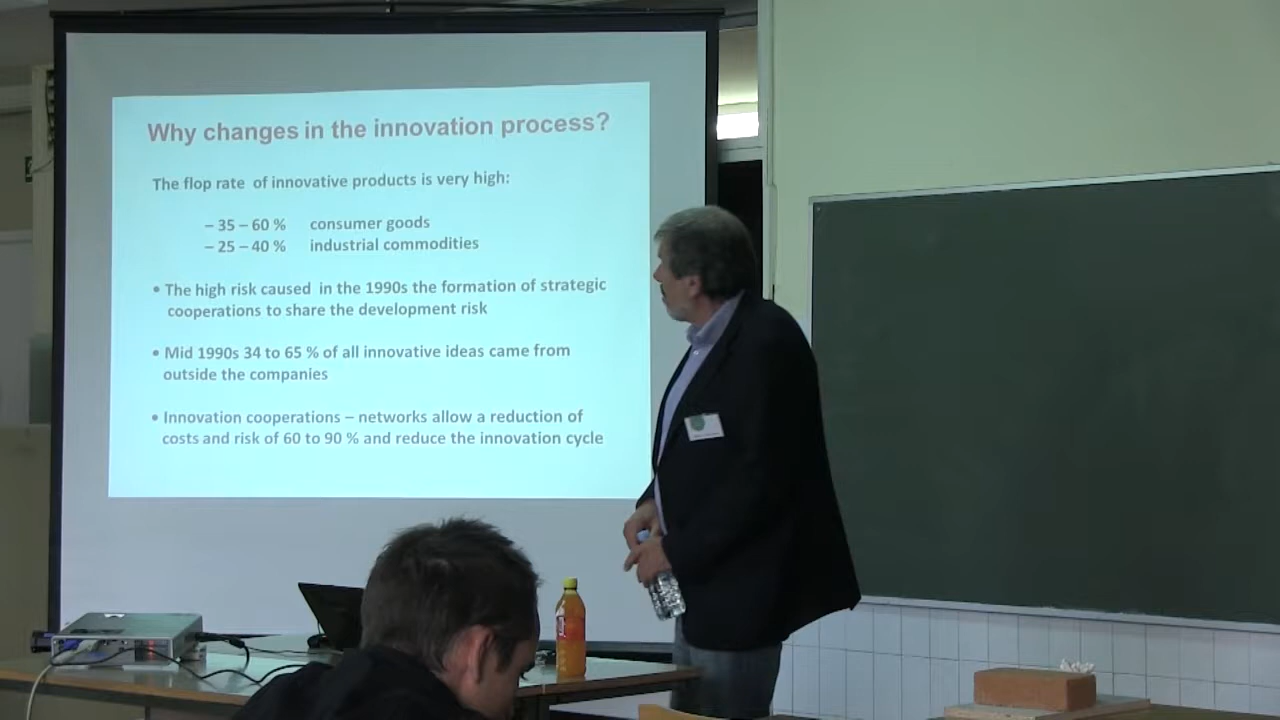 Why changes in the innovation process?
The flop rate of innovative products is very high:
– 35 – 60 % consumer goods
– 25 – 40 % industrial commodities
• The high risk caused in the 1990s the formation of strategic
cooperations to share the development risk
• Mid 1990s 34 to 65 % of all innovative ideas came from
outside the companies
• Innovation cooperations – networks allow a reduction of
costs and risk of 60 to 90 % and reduce the innovation cycle